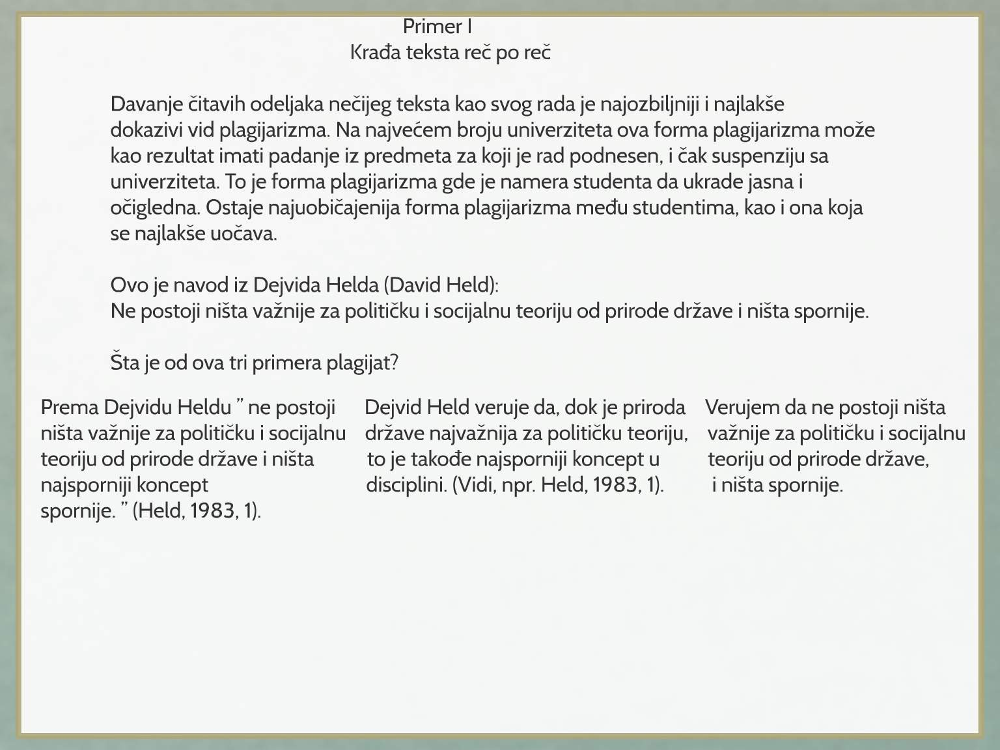 Primer I
Krađa teksta reč po reč
Davanje čitavih odeljaka nečijeg teksta kao svog rada je najozbiljniji i najlakše
dokazivi vid plagijarizma. Na najvećem broju univerziteta ova forma plagijarizma može
kao rezultat imati padanje iz predmeta za koji je rad podnesen, i čak suspenziju sa
univerziteta. To je forma plagijarizma gde je namera studenta da ukrade jasna i
očigledna. Ostaje najuobičajenija forma plagijarizma među studentima, kao i ona koja
se najlakše uočava.
Ovo je navod iz Dejvida Helda (David Held):
Ne postoji ništa važnije za političku i socijalnu teoriju od prirode države i ništa spornije.
Šta je od ova tri primera plagijat?
Prema Dejvidu Heldu ” ne postoji
ništa važnije za političku i socijalnu
teoriju od prirode države i ništa
najsporniji koncept
spornije. ” (Held, 1983, 1).
Dejvid Held veruje da, dok je priroda
države najvažnija za političku teoriju,
to je takođe najsporniji koncept u
disciplini. (Vidi, npr. Held, 1983, 1).
Verujem da ne postoji ništa
važnije za političku i socijalnu
teoriju od prirode države,
i ništa spornije.